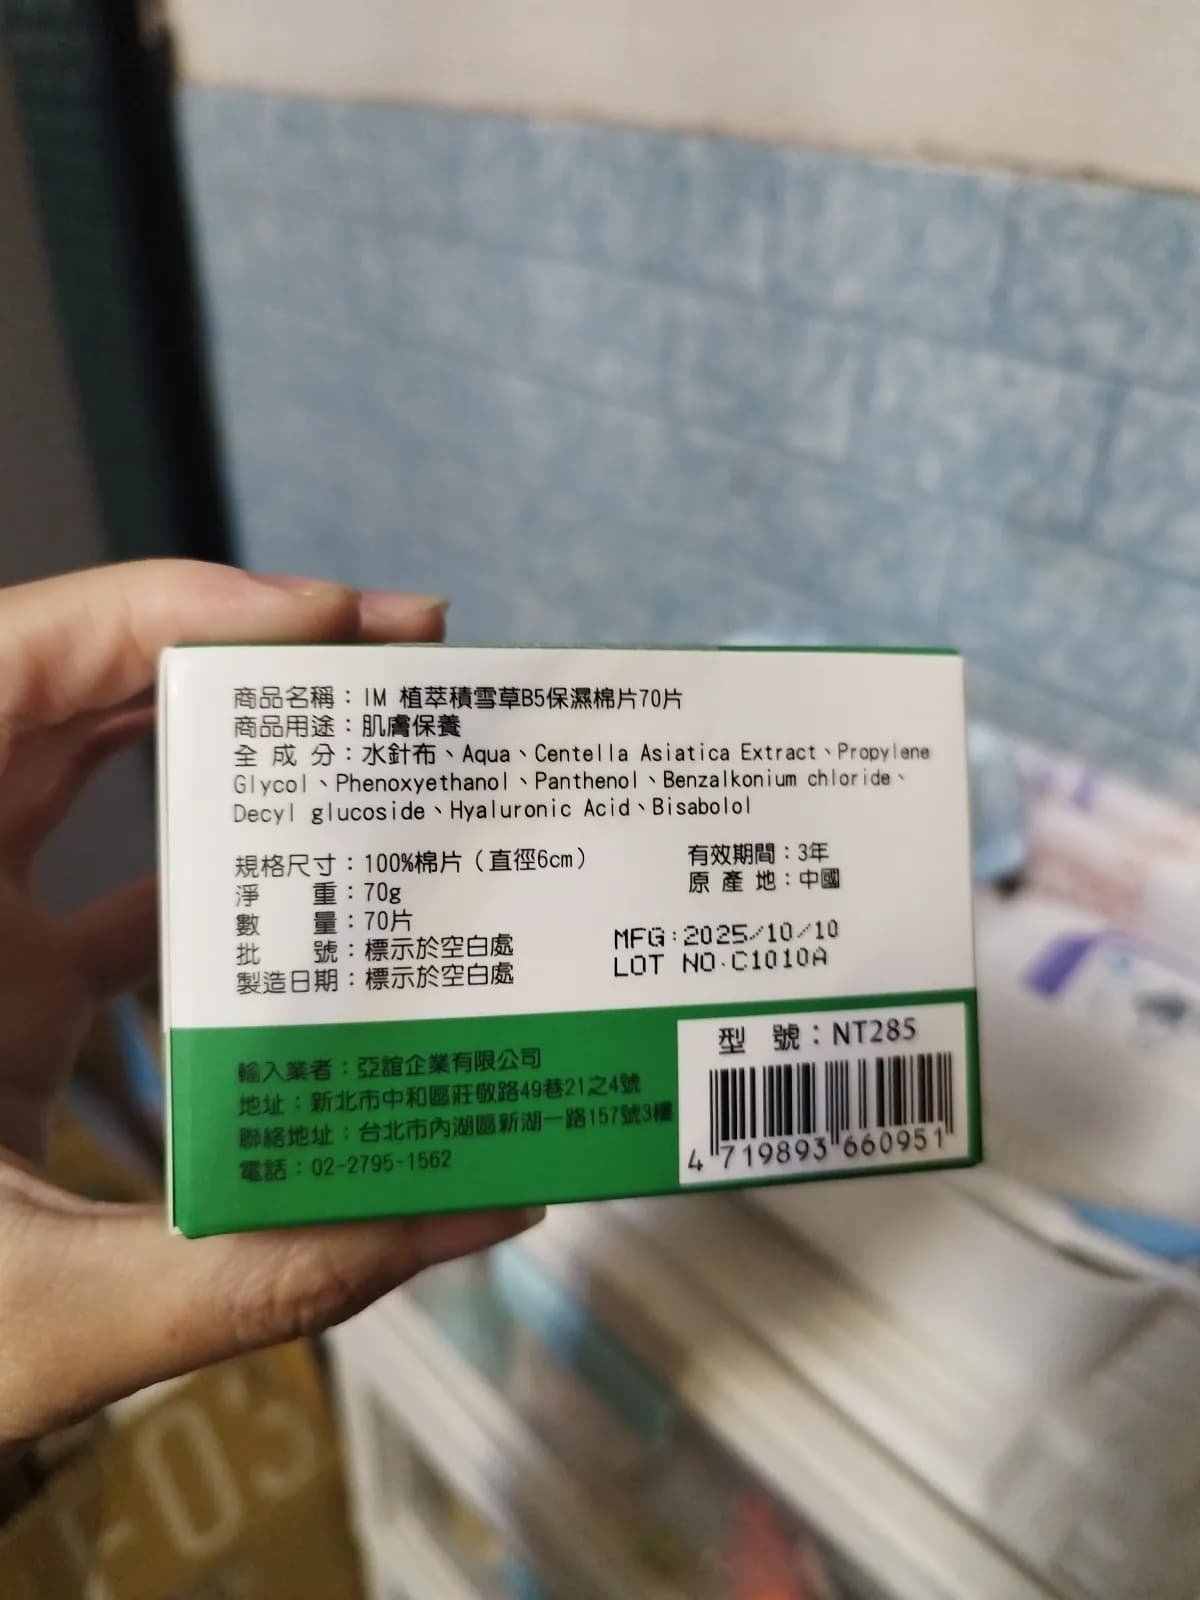 商品名稱：IM 植萃積雪草B5保濕棉片70片
商品用途：肌膚保養
全 成 分：水針布、Aqua、Centella Asiatica Extract、Propylene
Glycol、Phenoxyethanol、Panthenol、Benzalkonium chloride、
Decyl glucoside、Hyaluronic Acid、Bisabolol
規格尺寸：100%棉片（直徑6cm）
淨　　重：70g
數　　量：70片
批　　號：標示於空白處
製造日期：標示於空白處
有效期間：3年
原 產 地：中國
MFG:2025/10/10
LOT NO.C1010A
輸入業者：亞誼企業有限公司
地址：新北市中和區莊敬路49巷21之4號
聯絡地址：台北市內湖區新湖一路157號3樓
電話：02-2795-1562
型 號：NT285
4 719893 660951
-03